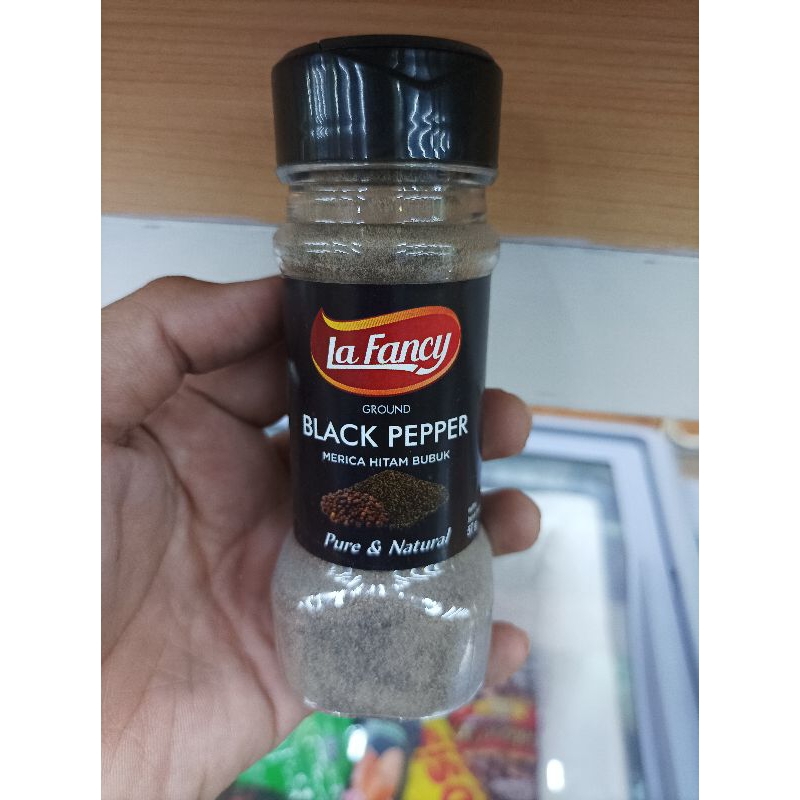 La Fancy
GROUND
BLACK PEPPER
MERICA HITAM BUBUK
Pure & Natural